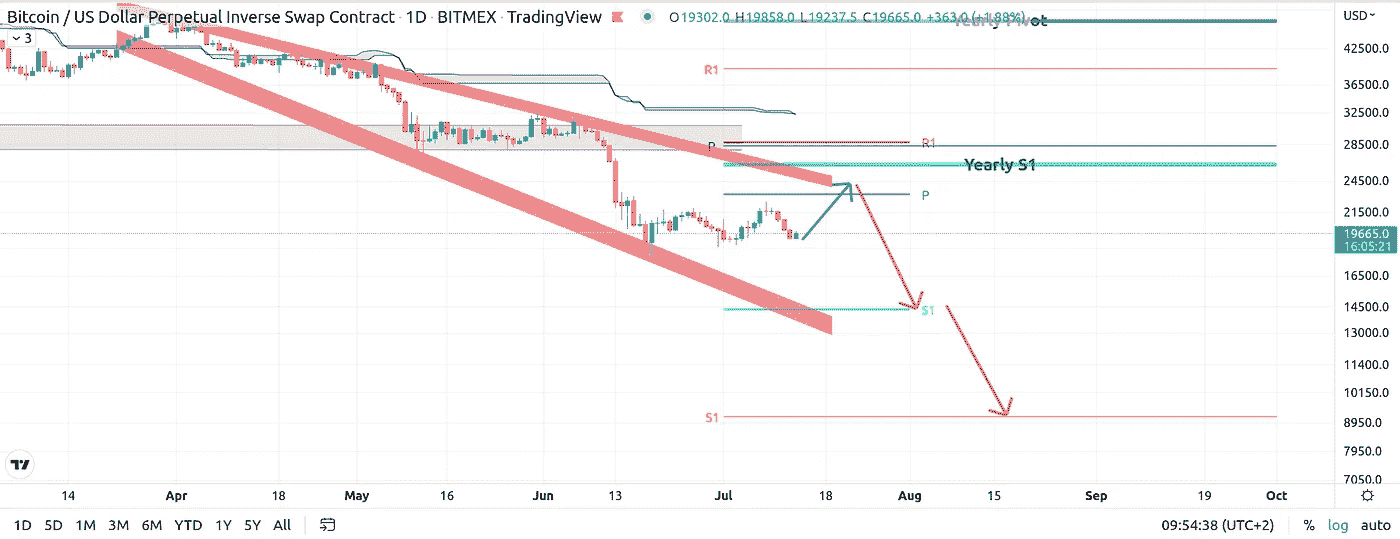 Bitcoin / US Dollar Perpetual Inverse Swap Contract · 1D · BITMEX · TradingView O19302.0 H19858.0 L19237.5 C19665.0 +363.0 (+1.88%)
Yearly Pivot
USD
3
42500.0
R1
36500.0
32500.0
P
R1
28500.0
Yearly S1
24500.0
P
21500.0
19665.0
16:05:21
16500.0
S1
14500.0
13000.0
11400.0
10150.0
S1
8950.0
7950.0
7050.0
14 Apr 18 May 16 Jun 13 Jul 18 Aug 15 Sep 19 Oct
1D 5D 1M 3M 6M YTD 1Y 5Y All 09:54:38 (UTC+2) % log auto